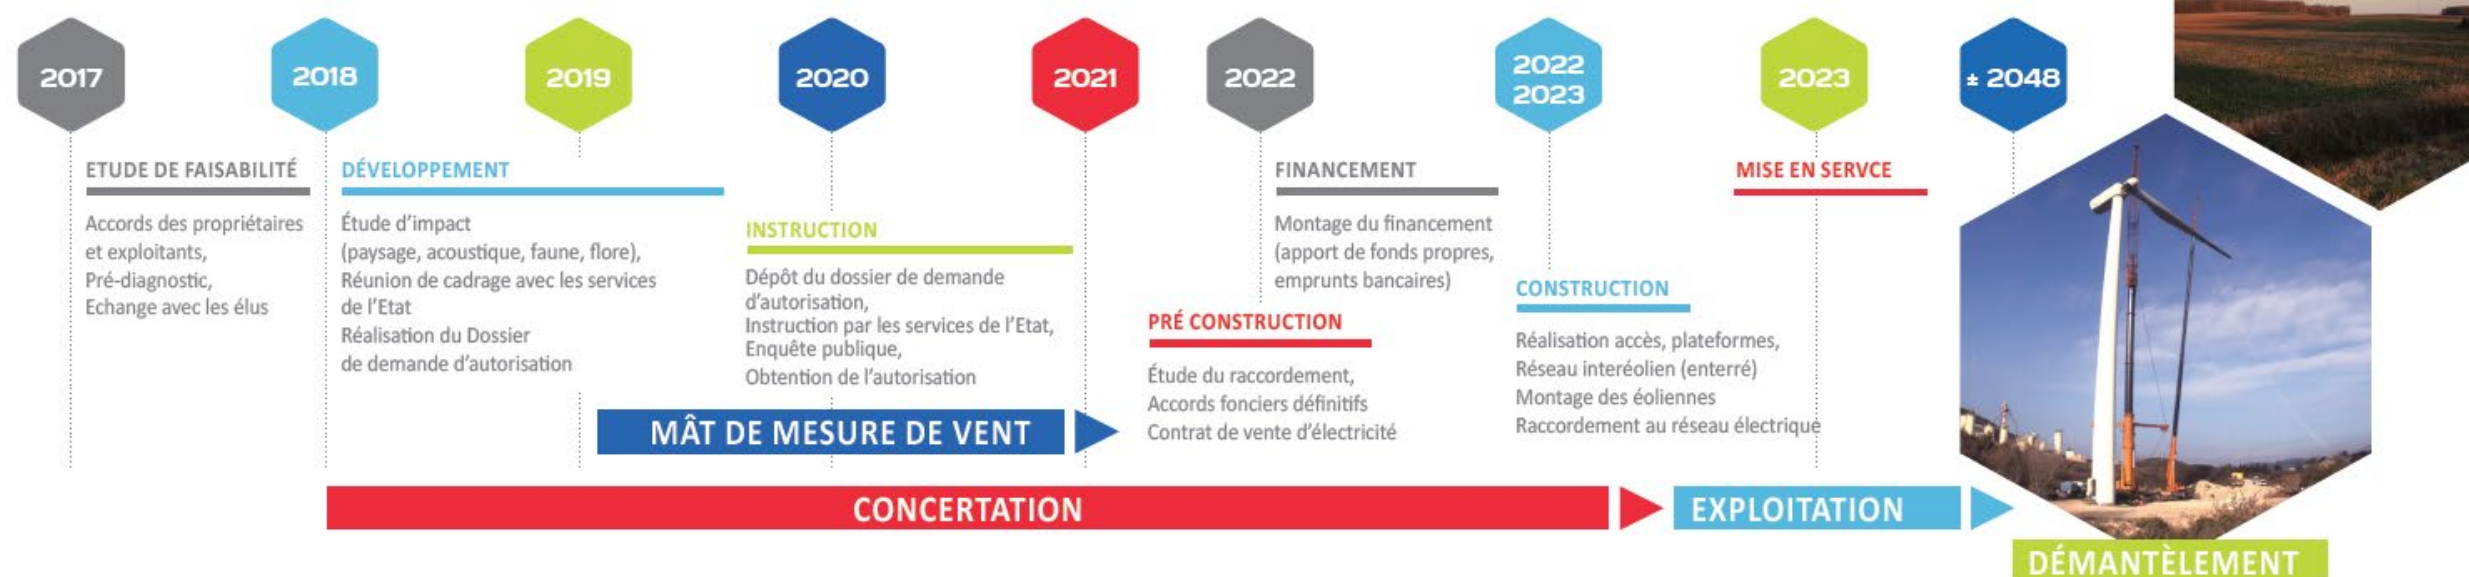 2017
2018
2019
2020
2021
2022
2022
2023
2023
± 2048
ETUDE DE FAISABILITÉ
Accords des propriétaires
et exploitants,
Pré-diagnostic,
Echange avec les élus
DÉVELOPPEMENT
Étude d'impact
(paysage, acoustique, faune, flore),
Réunion de cadrage avec les services
de l'Etat
Réalisation du Dossier
de demande d'autorisation
INSTRUCTION
Dépôt du dossier de demande
d'autorisation,
Instruction par les services de l'Etat,
Enquête publique,
Obtention de l'autorisation
PRÉ CONSTRUCTION
Étude du raccordement,
Accords fonciers définitifs
Contrat de vente d'électricité
FINANCEMENT
Montage du financement
(apport de fonds propres,
emprunts bancaires)
CONSTRUCTION
Réalisation accès, plateformes,
Réseau interéolien (enterré)
Montage des éoliennes
Raccordement au réseau électrique
MISE EN SERVCE
MÂT DE MESURE DE VENT
CONCERTATION
EXPLOITATION
DÉMANTÈLEMENT